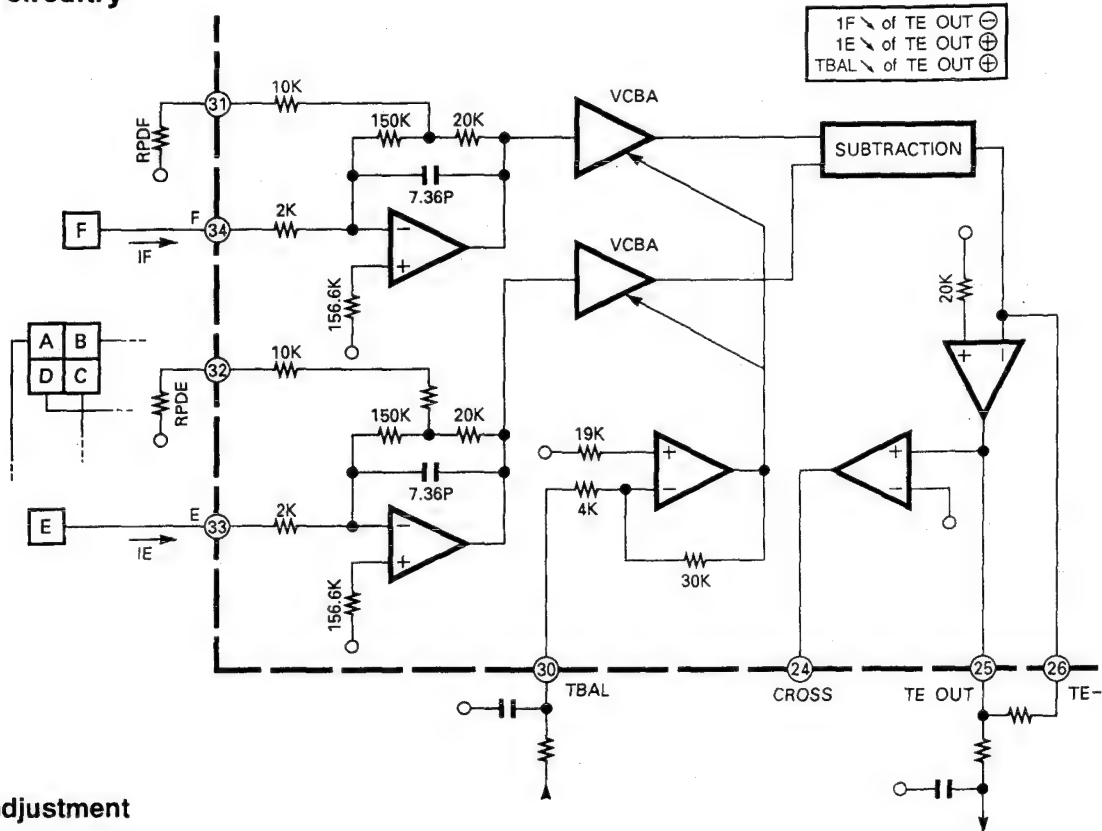 circuitry
1F ↘ of TE OUT ⊖
1E ↘ of TE OUT ⊕
TBAL ↘ of TE OUT ⊕
31
10K
RPDF
150K
20K
VCBA
SUBTRACTION
7.36P
F
F
34
2K
IF
-
+
156.6K
VCBA
20K
A
B
D
C
32
10K
RPDE
150K
20K
7.36P
+
-
19K
+
-
4K
30K
+
-
E
E
33
2K
IE
-
+
156.6K
30
TBAL
24
CROSS
25
TE OUT
26
TE-
djustment